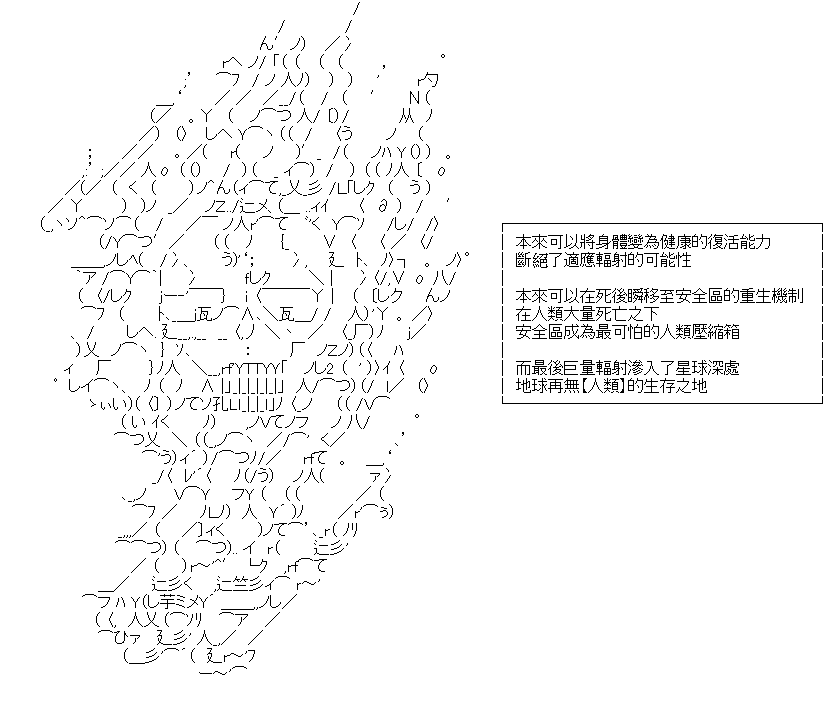 本來可以將身體變為健康的復活能力
斷絕了適應輻射的可能性
本來可以在死後瞬移至安全區的重生機制
在人類大量死亡之下
安全區成為最可怕的人類壓縮箱
而最後巨量輻射滲入了星球深處
地球再無【人類】的生存之地